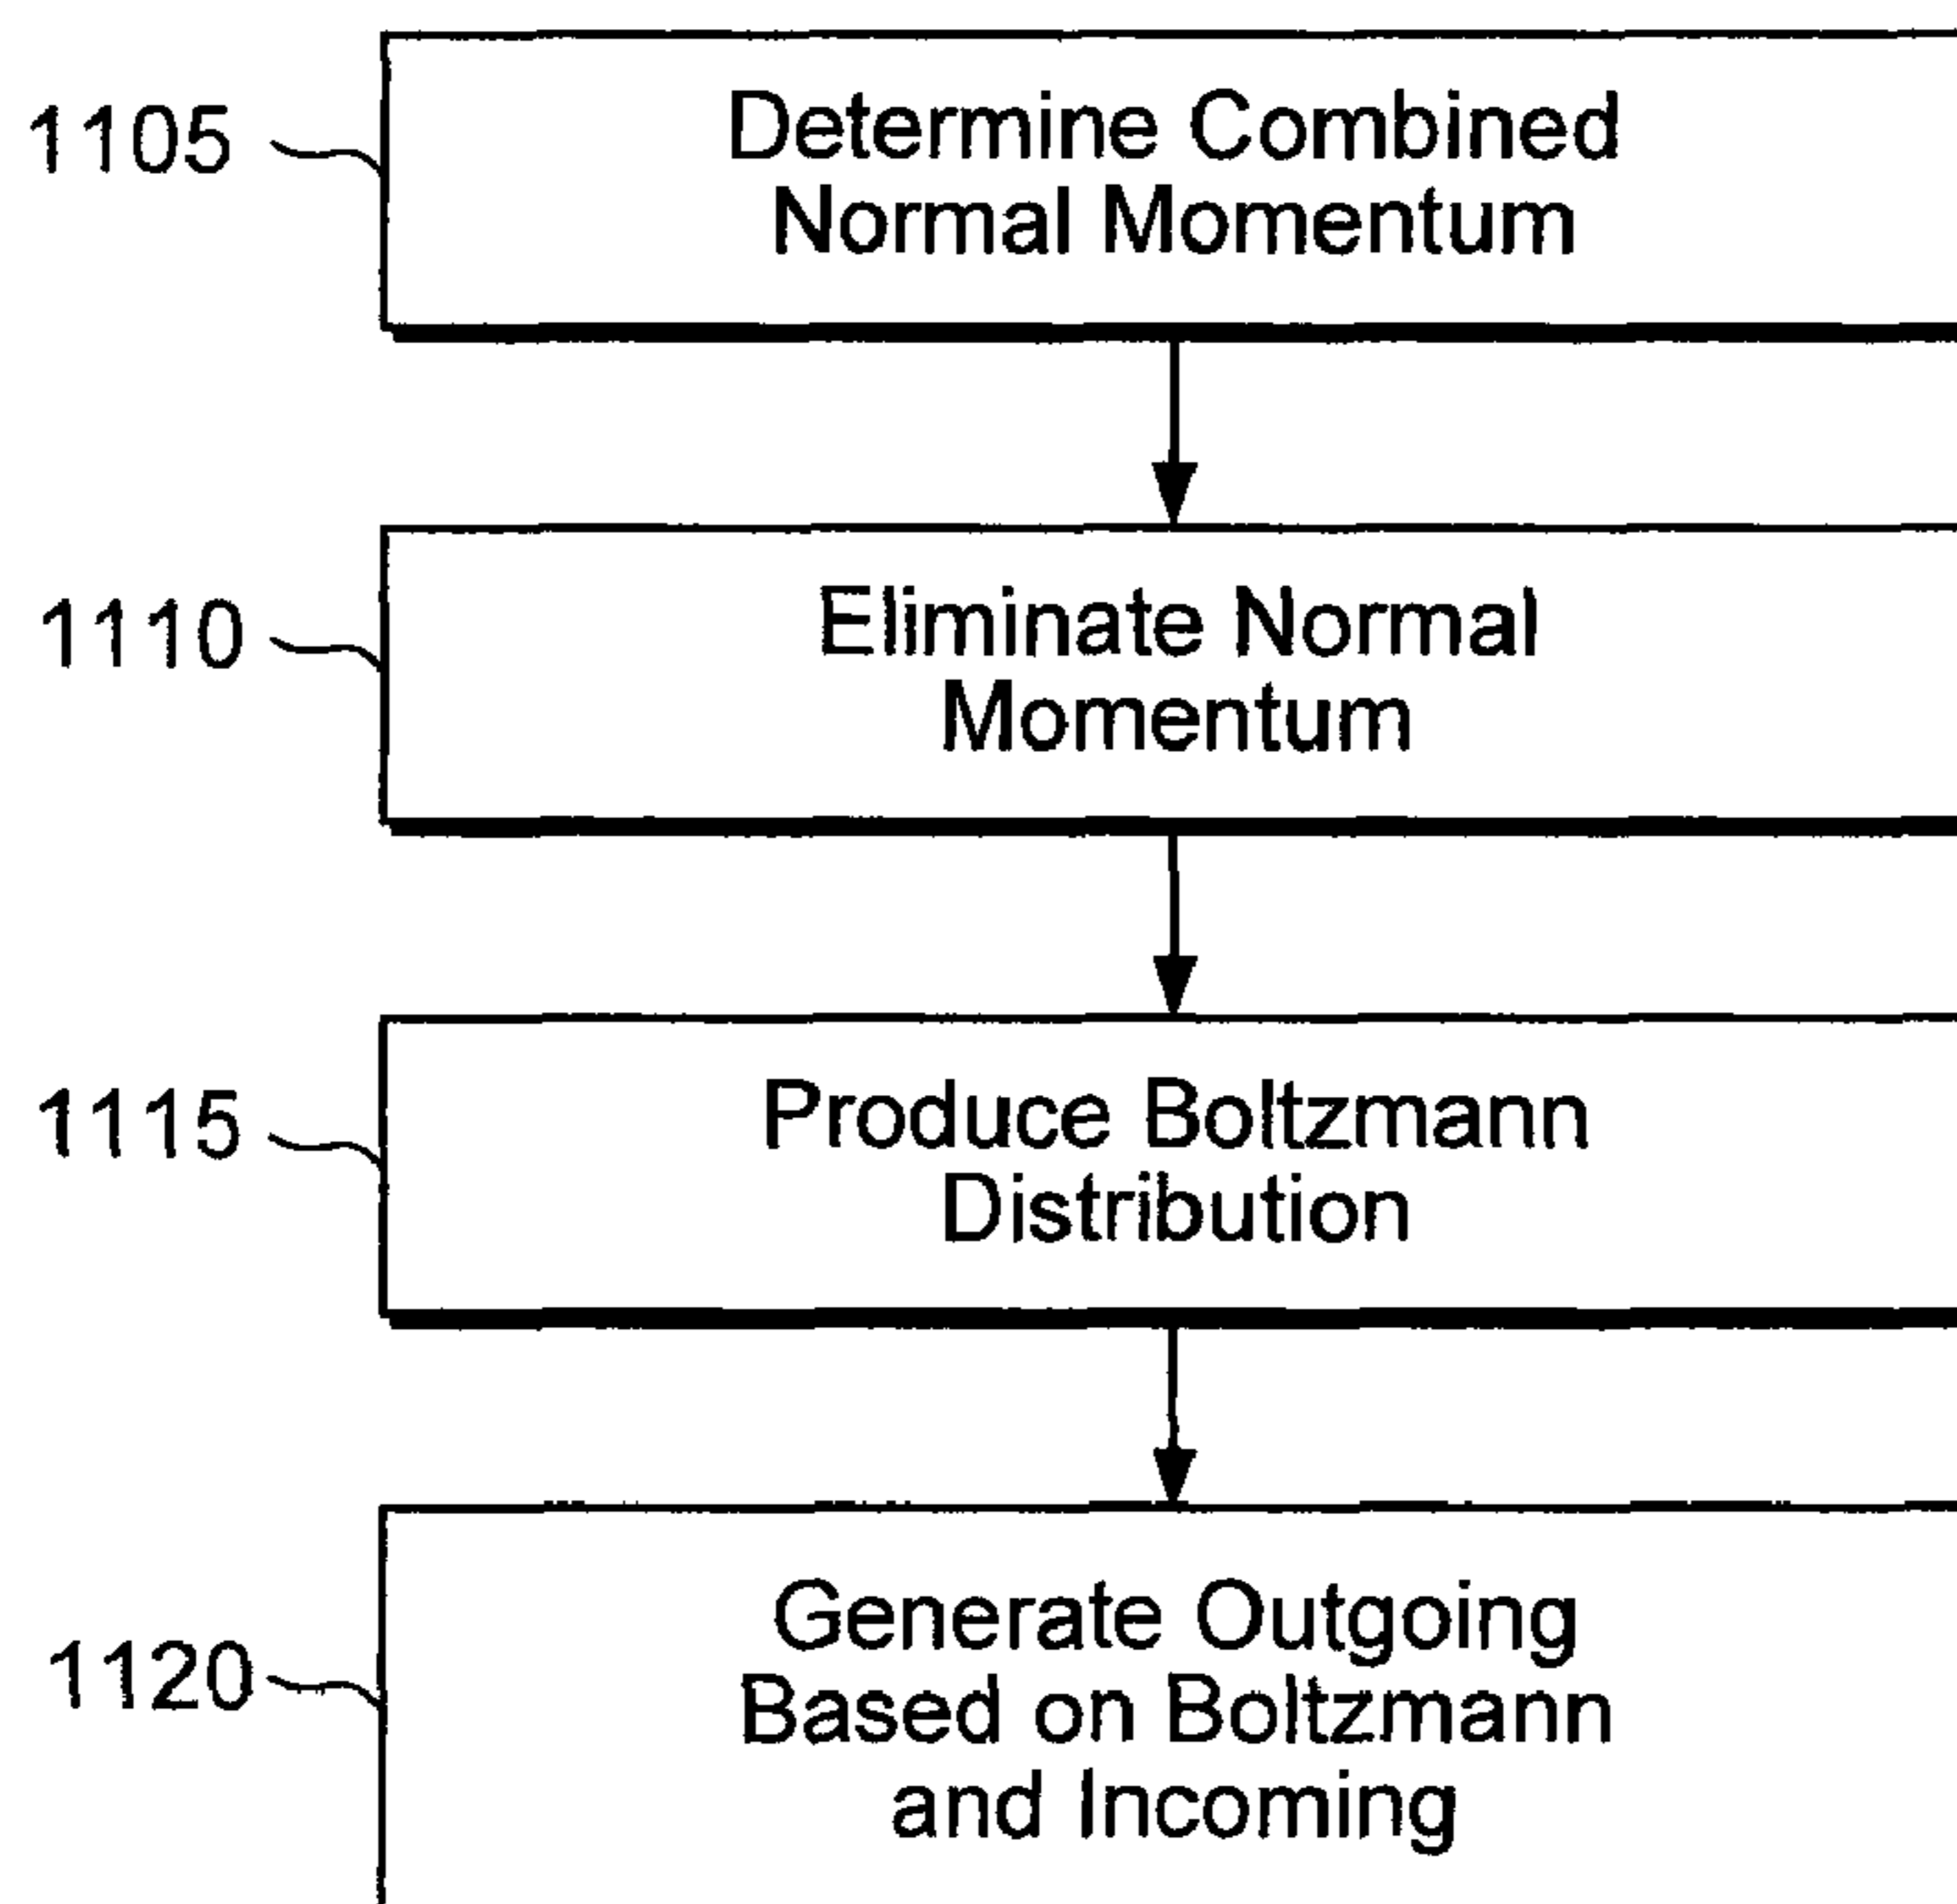 1105
Determine Combined
Normal Momentum
1110
Eliminate Normal
Momentum
1115
Produce Boltzmann
Distribution
1120
Generate Outgoing
Based on Boltzmann
and Incoming